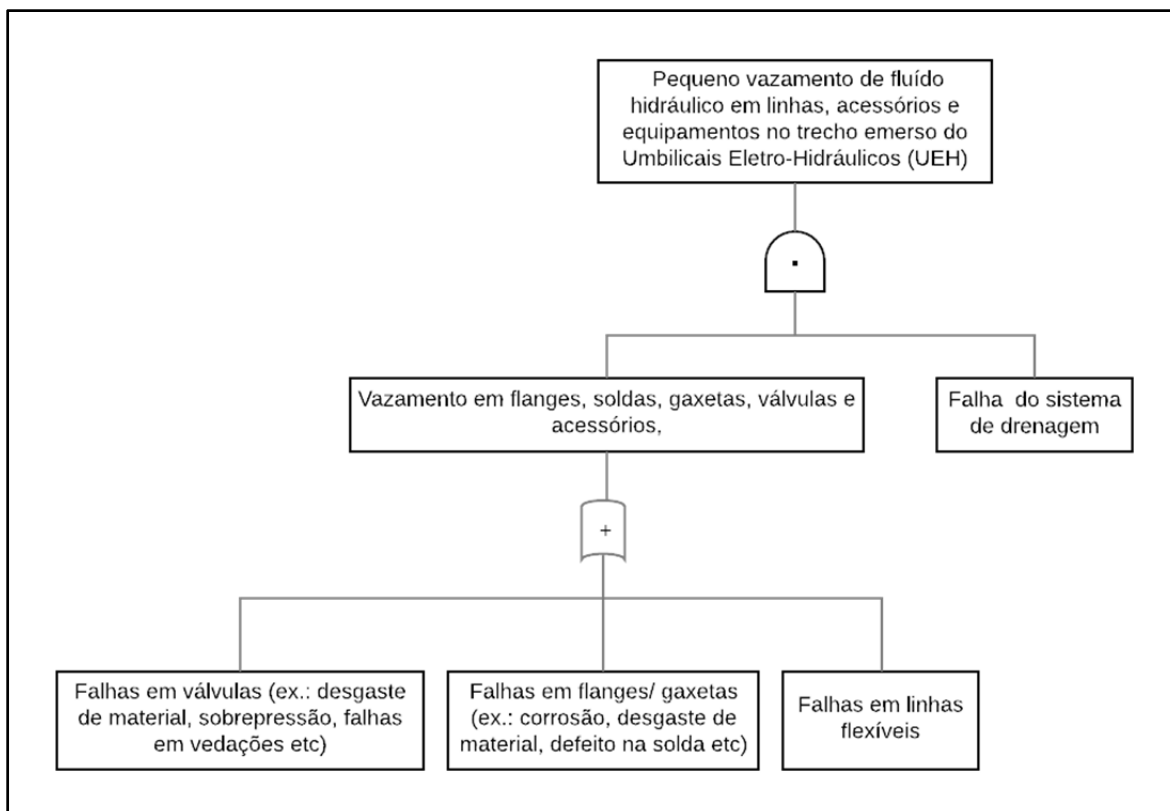 Pequeno vazamento de fluído
hidráulico em linhas, acessórios e
equipamentos no trecho emerso do
Umbilicais Eletro-Hidráulicos (UEH)
Vazamento em flanges, soldas, gaxetas, válvulas e
acessórios,
Falha do sistema
de drenagem
+
Falhas em válvulas (ex.: desgaste
de material, sobrepressão, falhas
em vedações etc)
Falhas em flanges/ gaxetas
(ex.: corrosão, desgaste de
material, defeito na solda etc)
Falhas em linhas
flexíveis